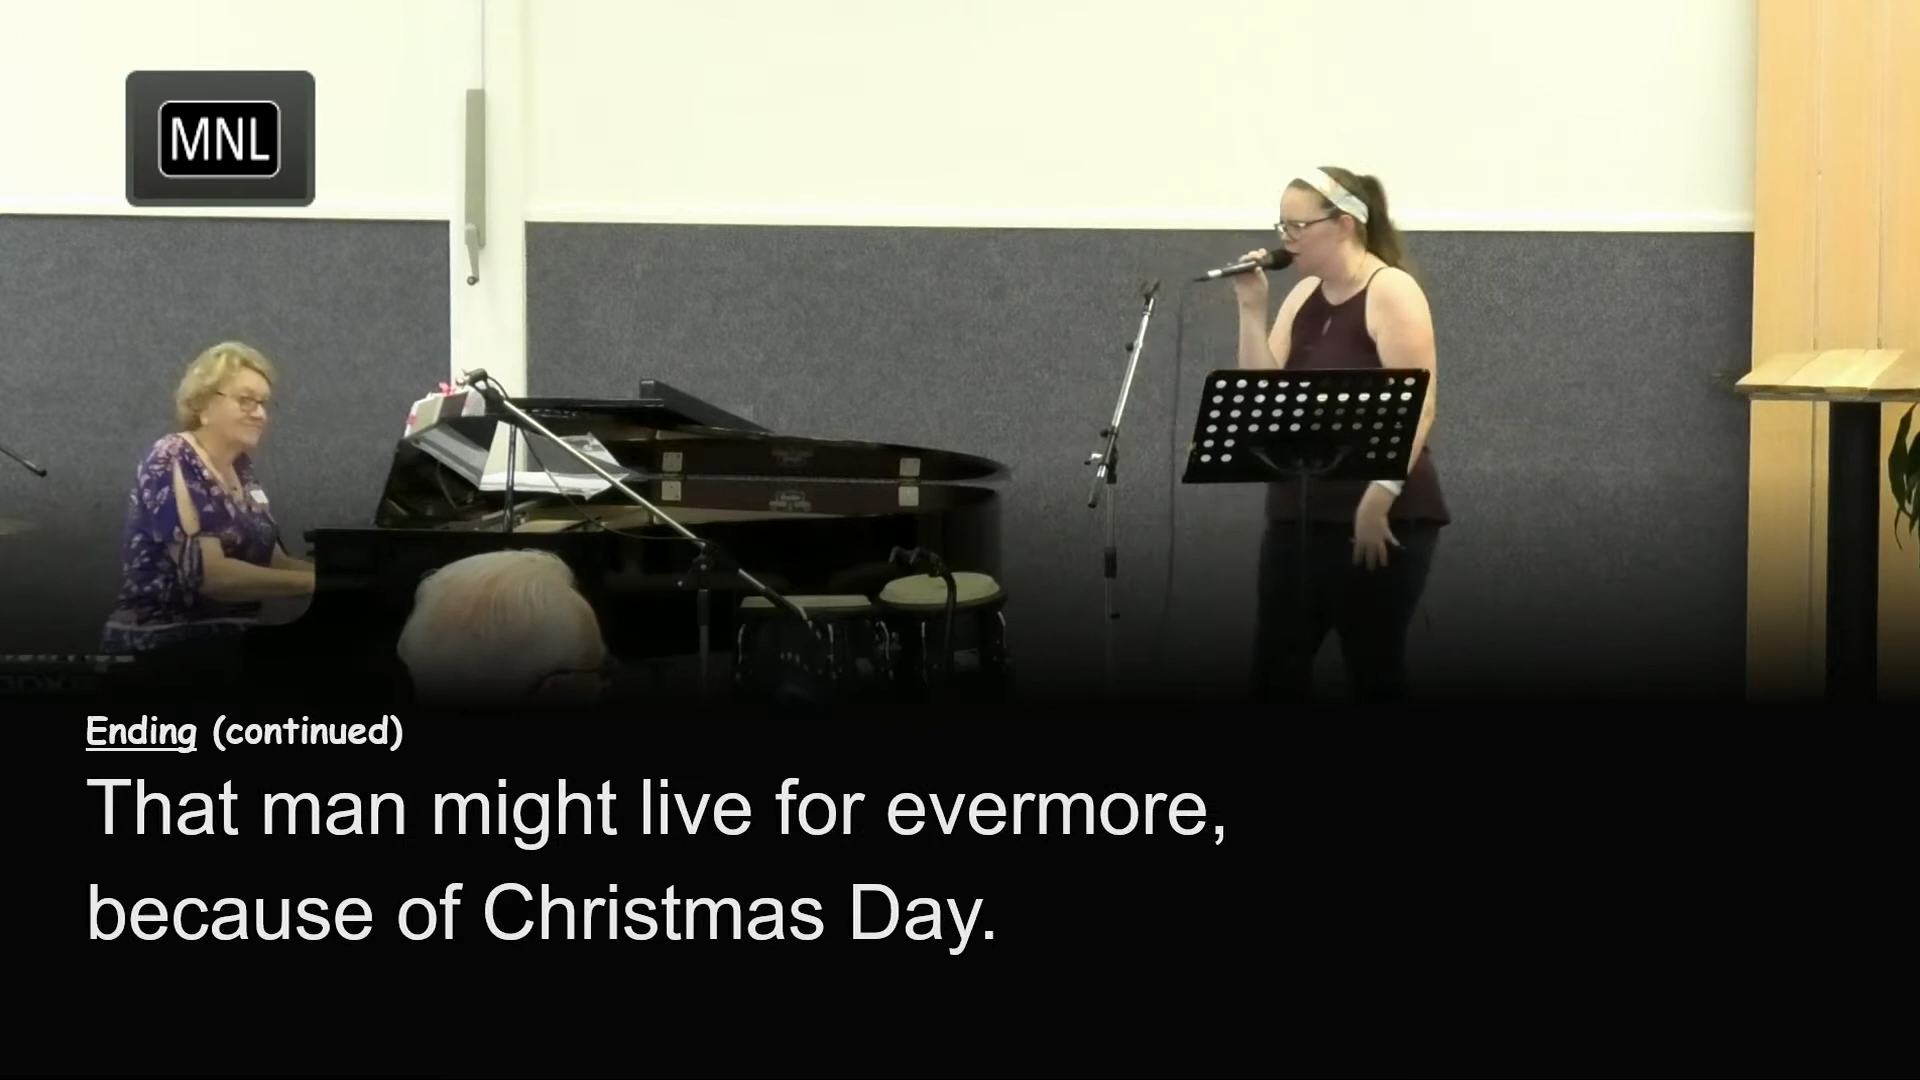 MNL
Ending (continued)
That man might live for evermore,
because of Christmas Day.